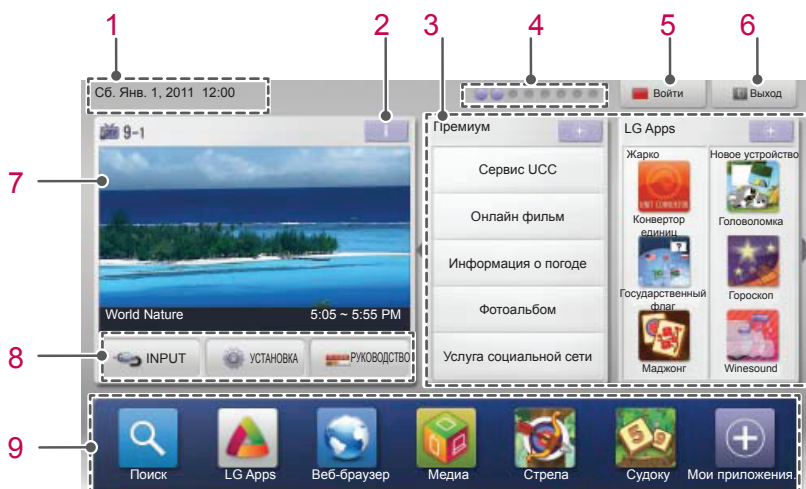 1
2
3
4
5
6
Сб. Янв. 1, 2011 12:00
Войти
Выход
9-1
Премиум
LG Apps
7
Сервис UCC
Онлайн фильм
Информация о погоде
Фотоальбом
Услуга социальной сети
Жарко
Новое устройство
UNIT CONVERTOR
Конвертор
единиц
Головоломка
Государственный
флаг
Гороскоп
Маджонг
Winesound
World Nature 5:05 ~ 5:55 PM
8
INPUT
УСТАНОВКА
РУКОВОДСТВО
9
Поиск
LG Apps
Веб-браузер
Медиа
Стрела
Судоку
Мои приложения.